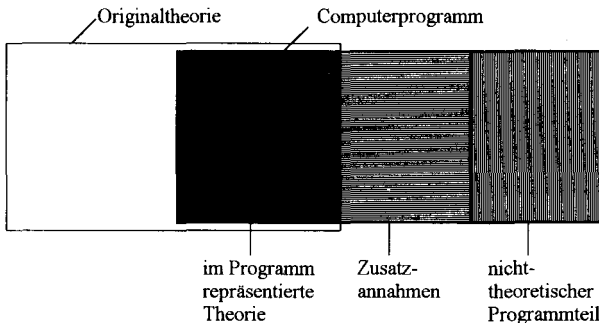 Originaltheorie
Computerprogramm
im Programm
repräsentierte
Theorie
Zusatz-
annahmen
nicht-
theoretischer
Programmteil